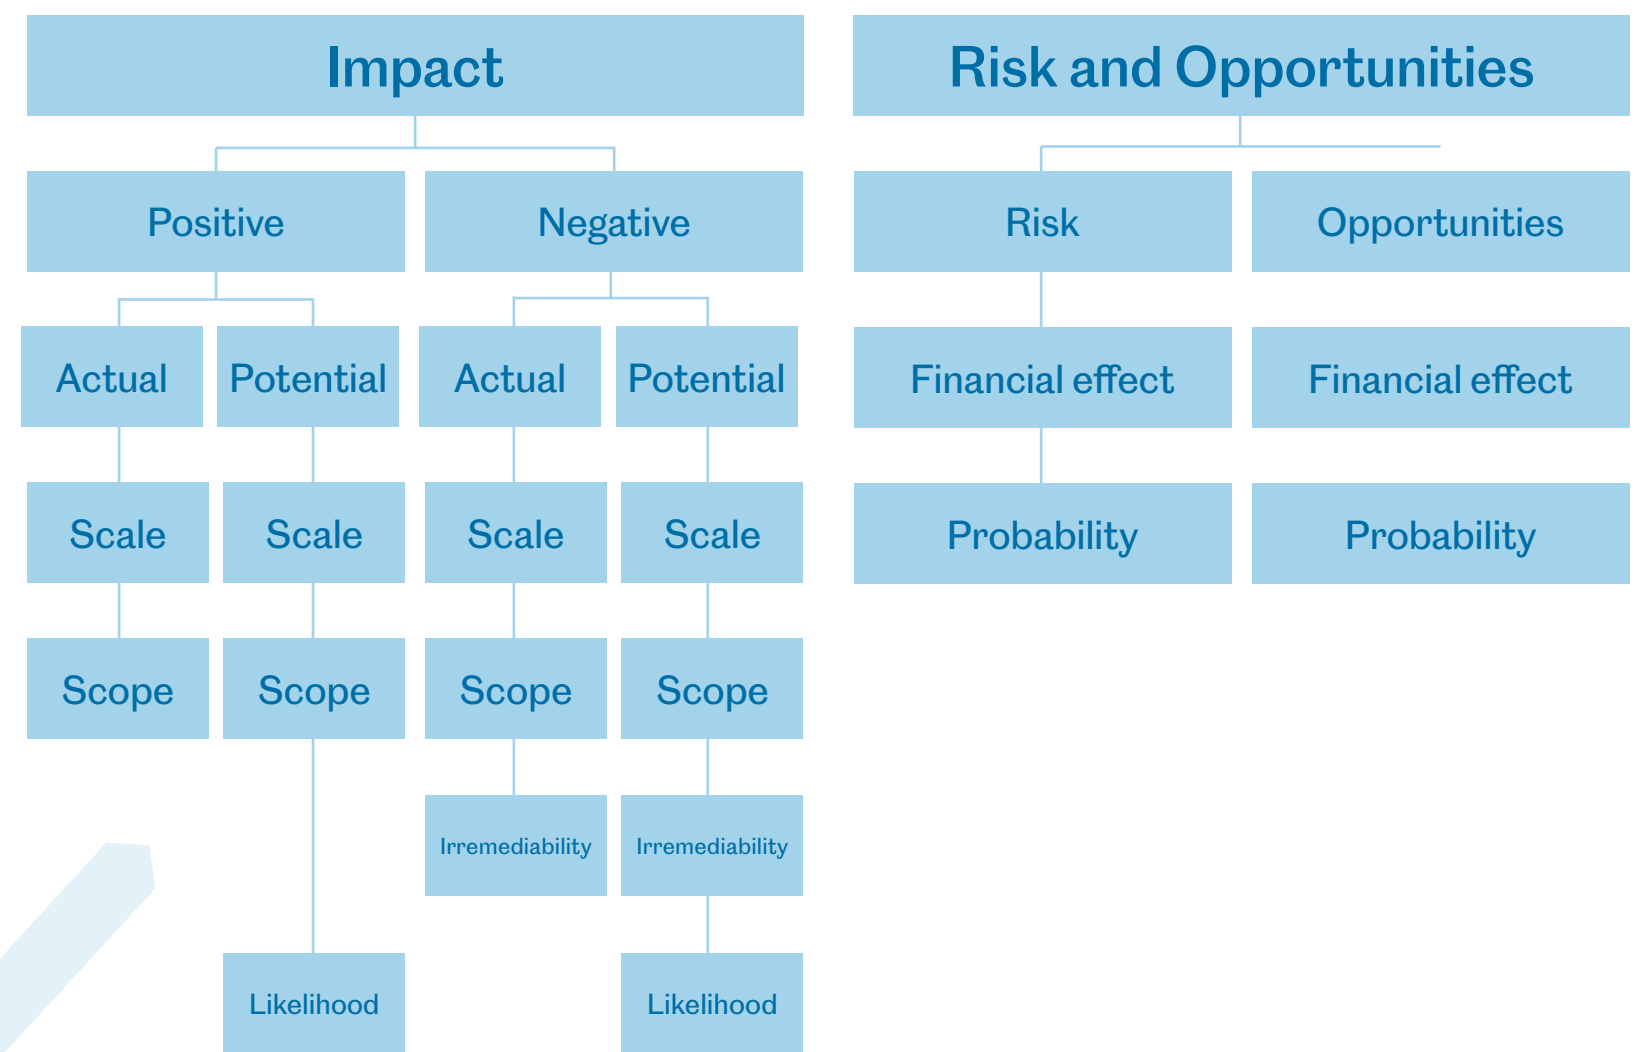 Impact
Risk and Opportunities
Positive
Negative
Risk
Opportunities
Actual
Potential
Actual
Potential
Financial effect
Financial effect
Scale
Scale
Scale
Scale
Probability
Probability
Scope
Scope
Scope
Scope
Irremediability
Irremediability
Likelihood
Likelihood